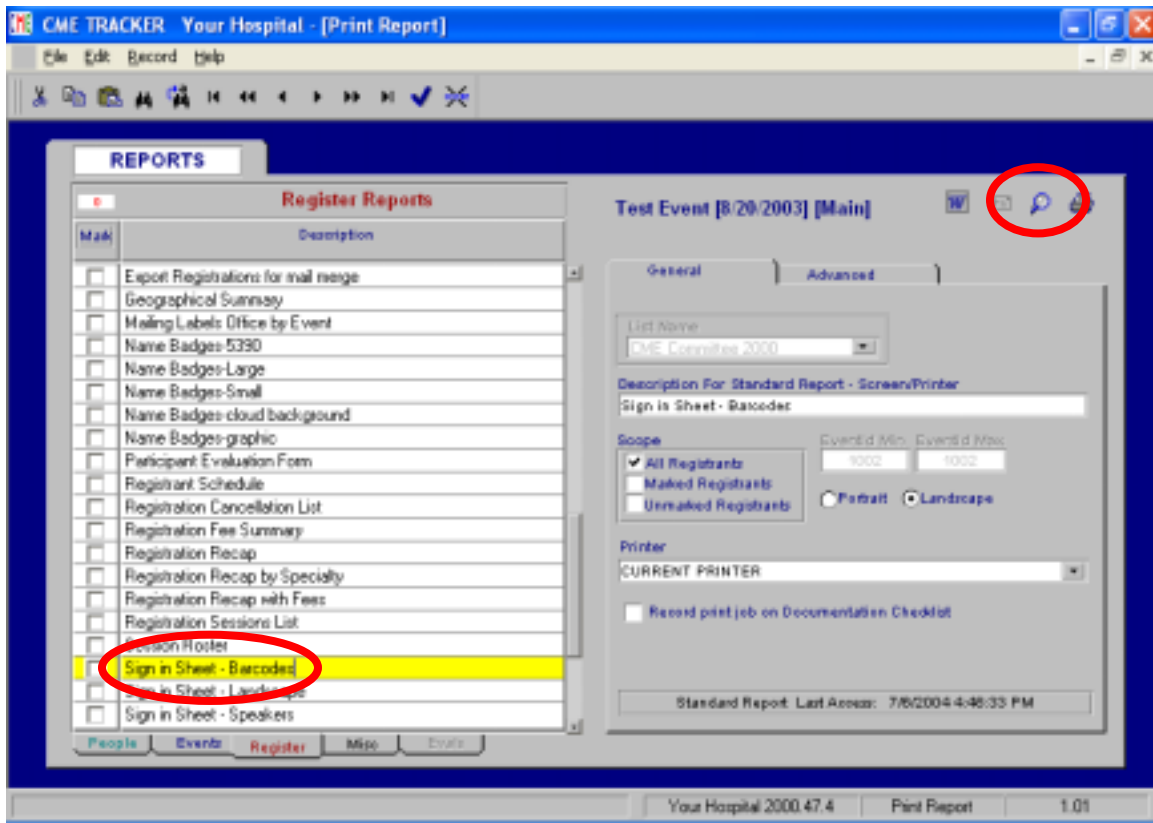 CME TRACKER Your Hospital - [Print Report]
File Edit Record Help
REPORTS
0
Register Reports
Mark Description
Export Registrations for mail merge
Geographical Summary
Mailing Labels Office by Event
Name Badges-5390
Name Badges-Large
Name Badges-Small
Name Badges-cloud background
Name Badges-graphic
Participant Evaluation Form
Registrant Schedule
Registration Cancellation List
Registration Fee Summary
Registration Recap
Registration Recap by Specialty
Registration Recap with Fees
Registration Sessions List
Session Roster
Sign in Sheet - Barcodes
Sign in Sheet - Landscape
Sign in Sheet - Speakers
People Events Register Misc Evals
Test Event [8/20/2003] [Main]
W
General Advanced
List Name
CME Committee 2000
Description For Standard Report - Screen/Printer
Sign in Sheet - Barcodes
Scope
All Registrants
Marked Registrants
Unmarked Registrants
EventId Min EventId Max
1002 1002
Portrait Landscape
Printer
CURRENT PRINTER
Record print job on Documentation Checklist
Standard Report Last Access: 7/6/2004 4:46:33 PM
Your Hospital 2000.47.4 Print Report 1.01